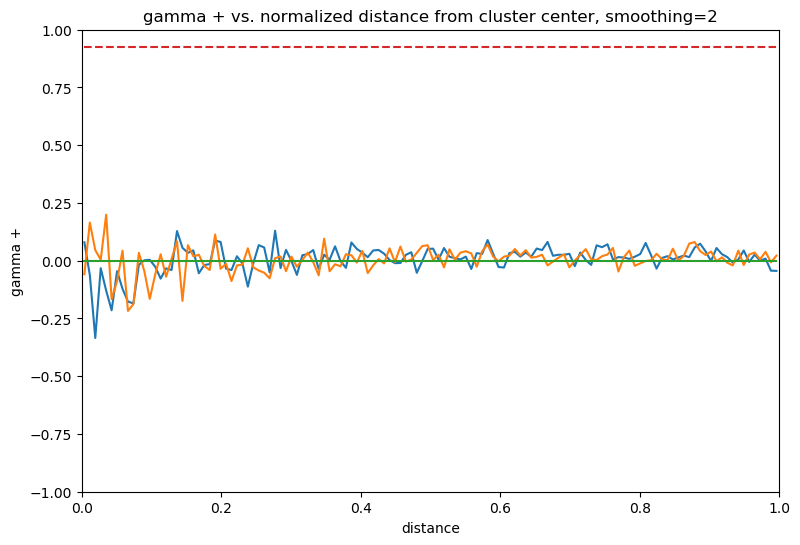 gamma + vs. normalized distance from cluster center, smoothing=2
1.00
0.75
0.50
0.25
0.00
−0.25
−0.50
−0.75
−1.00
gamma +
0.0 0.2 0.4 0.6 0.8 1.0
distance